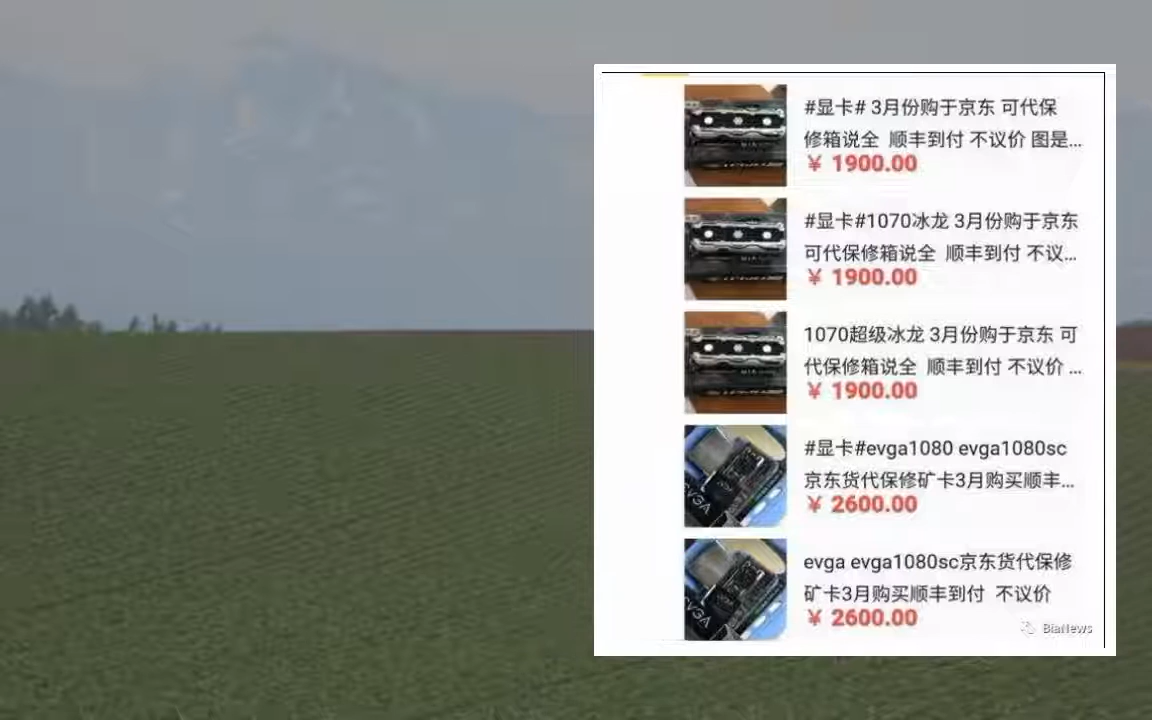 #显卡# 3月份购于京东 可代保
修箱说全 顺丰到付 不议价 图是...
¥ 1900.00
#显卡#1070冰龙 3月份购于京东
可代保修箱说全 顺丰到付 不议...
¥ 1900.00
1070超级冰龙 3月份购于京东 可
代保修箱说全 顺丰到付 不议价 ...
¥ 1900.00
#显卡#evga1080 evga1080sc
京东货代保修矿卡3月购买顺丰...
¥ 2600.00
evga evga1080sc京东货代保修
矿卡3月购买顺丰到付 不议价
¥ 2600.00
BiaNews